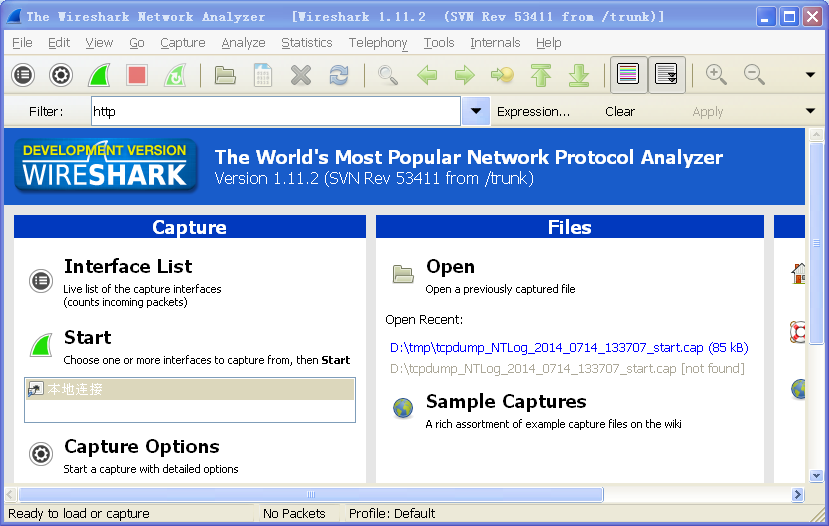 The Wireshark Network Analyzer [Wireshark 1.11.2 (SVN Rev 53411 from /trunk)]
File Edit View Go Capture Analyze Statistics Telephony Tools Internals Help
Filter: http Expression... Clear Apply
DEVELOPMENT VERSION
WIRESHARK
The World's Most Popular Network Protocol Analyzer
Version 1.11.2 (SVN Rev 53411 from /trunk)
Capture
Interface List
Live list of the capture interfaces
(counts incoming packets)
Start
Choose one or more interfaces to capture from, then Start
本地连接
Capture Options
Start a capture with detailed options
Files
Open
Open a previously captured file
Open Recent:
D:\tmp\tcpdump_NTLog_2014_0714_133707_start.cap (85 kB)
D:\tcpdump_NTLog_2014_0714_133707_start.cap [not found]
Sample Captures
A rich assortment of example capture files on the wiki
Ready to load or capture No Packets Profile: Default